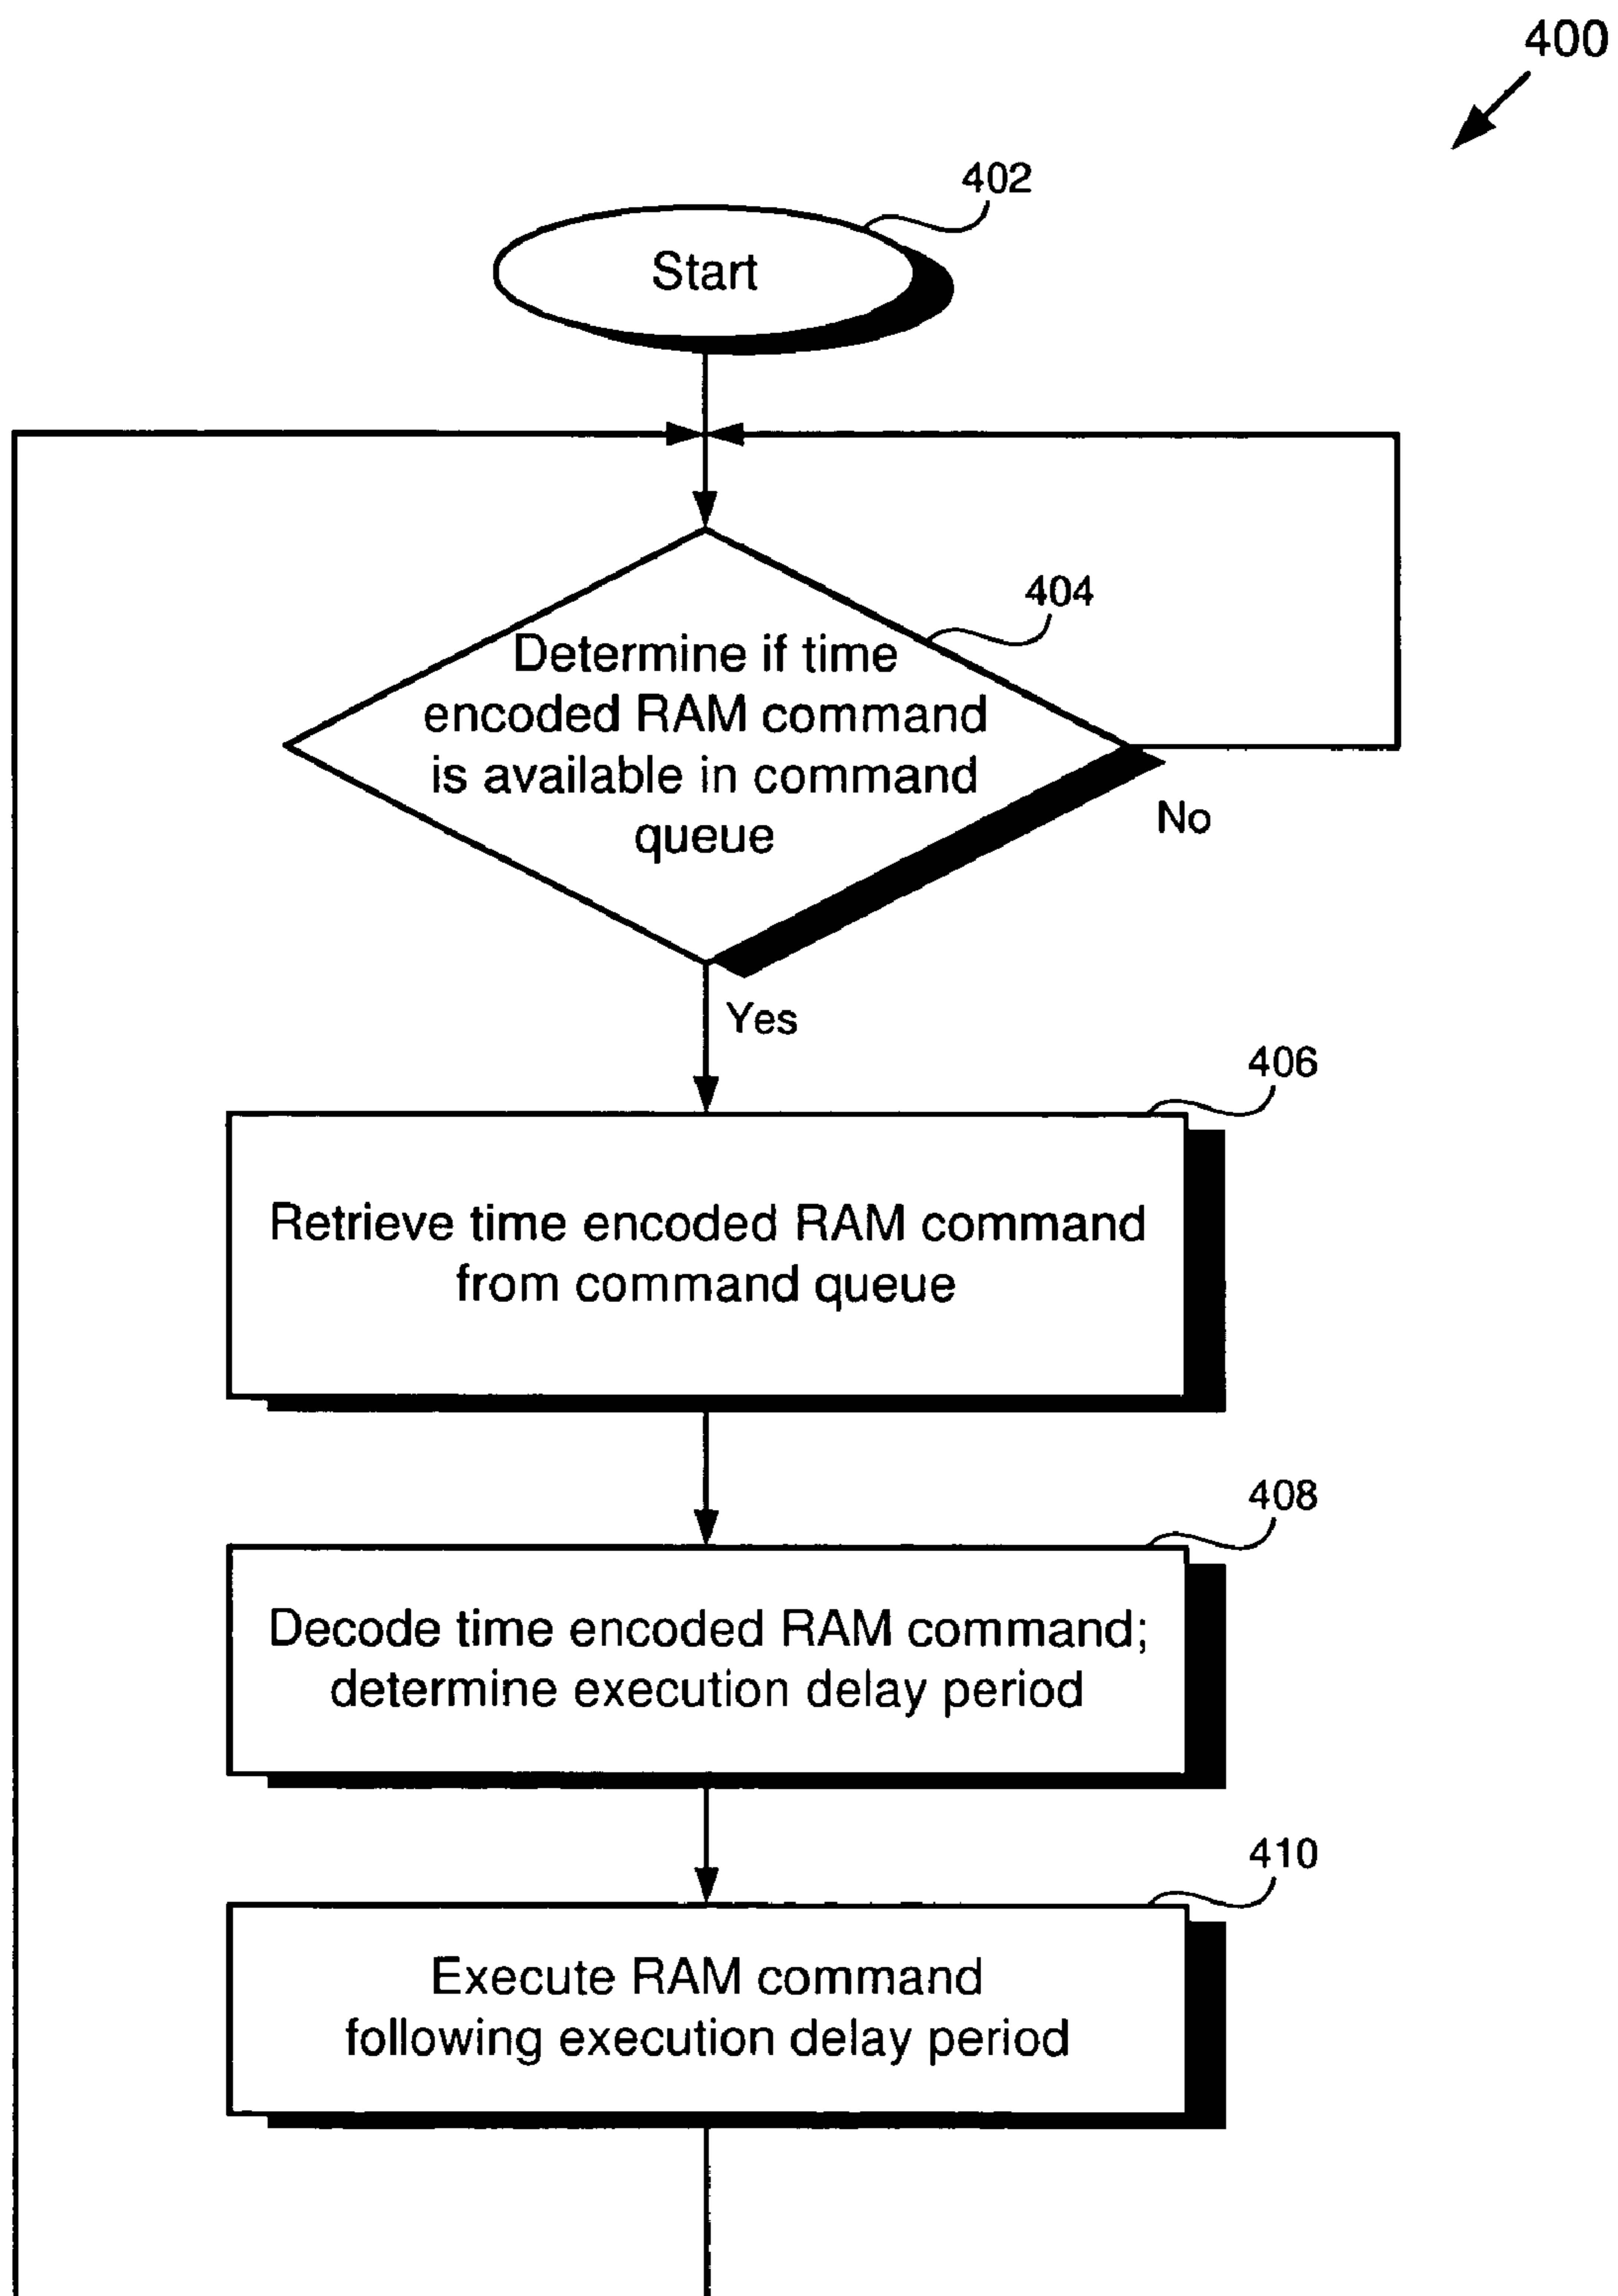 400
402
Start
404
Determine if time
encoded RAM command
is available in command
queue
No
Yes
406
Retrieve time encoded RAM command
from command queue
408
Decode time encoded RAM command;
determine execution delay period
410
Execute RAM command
following execution delay period